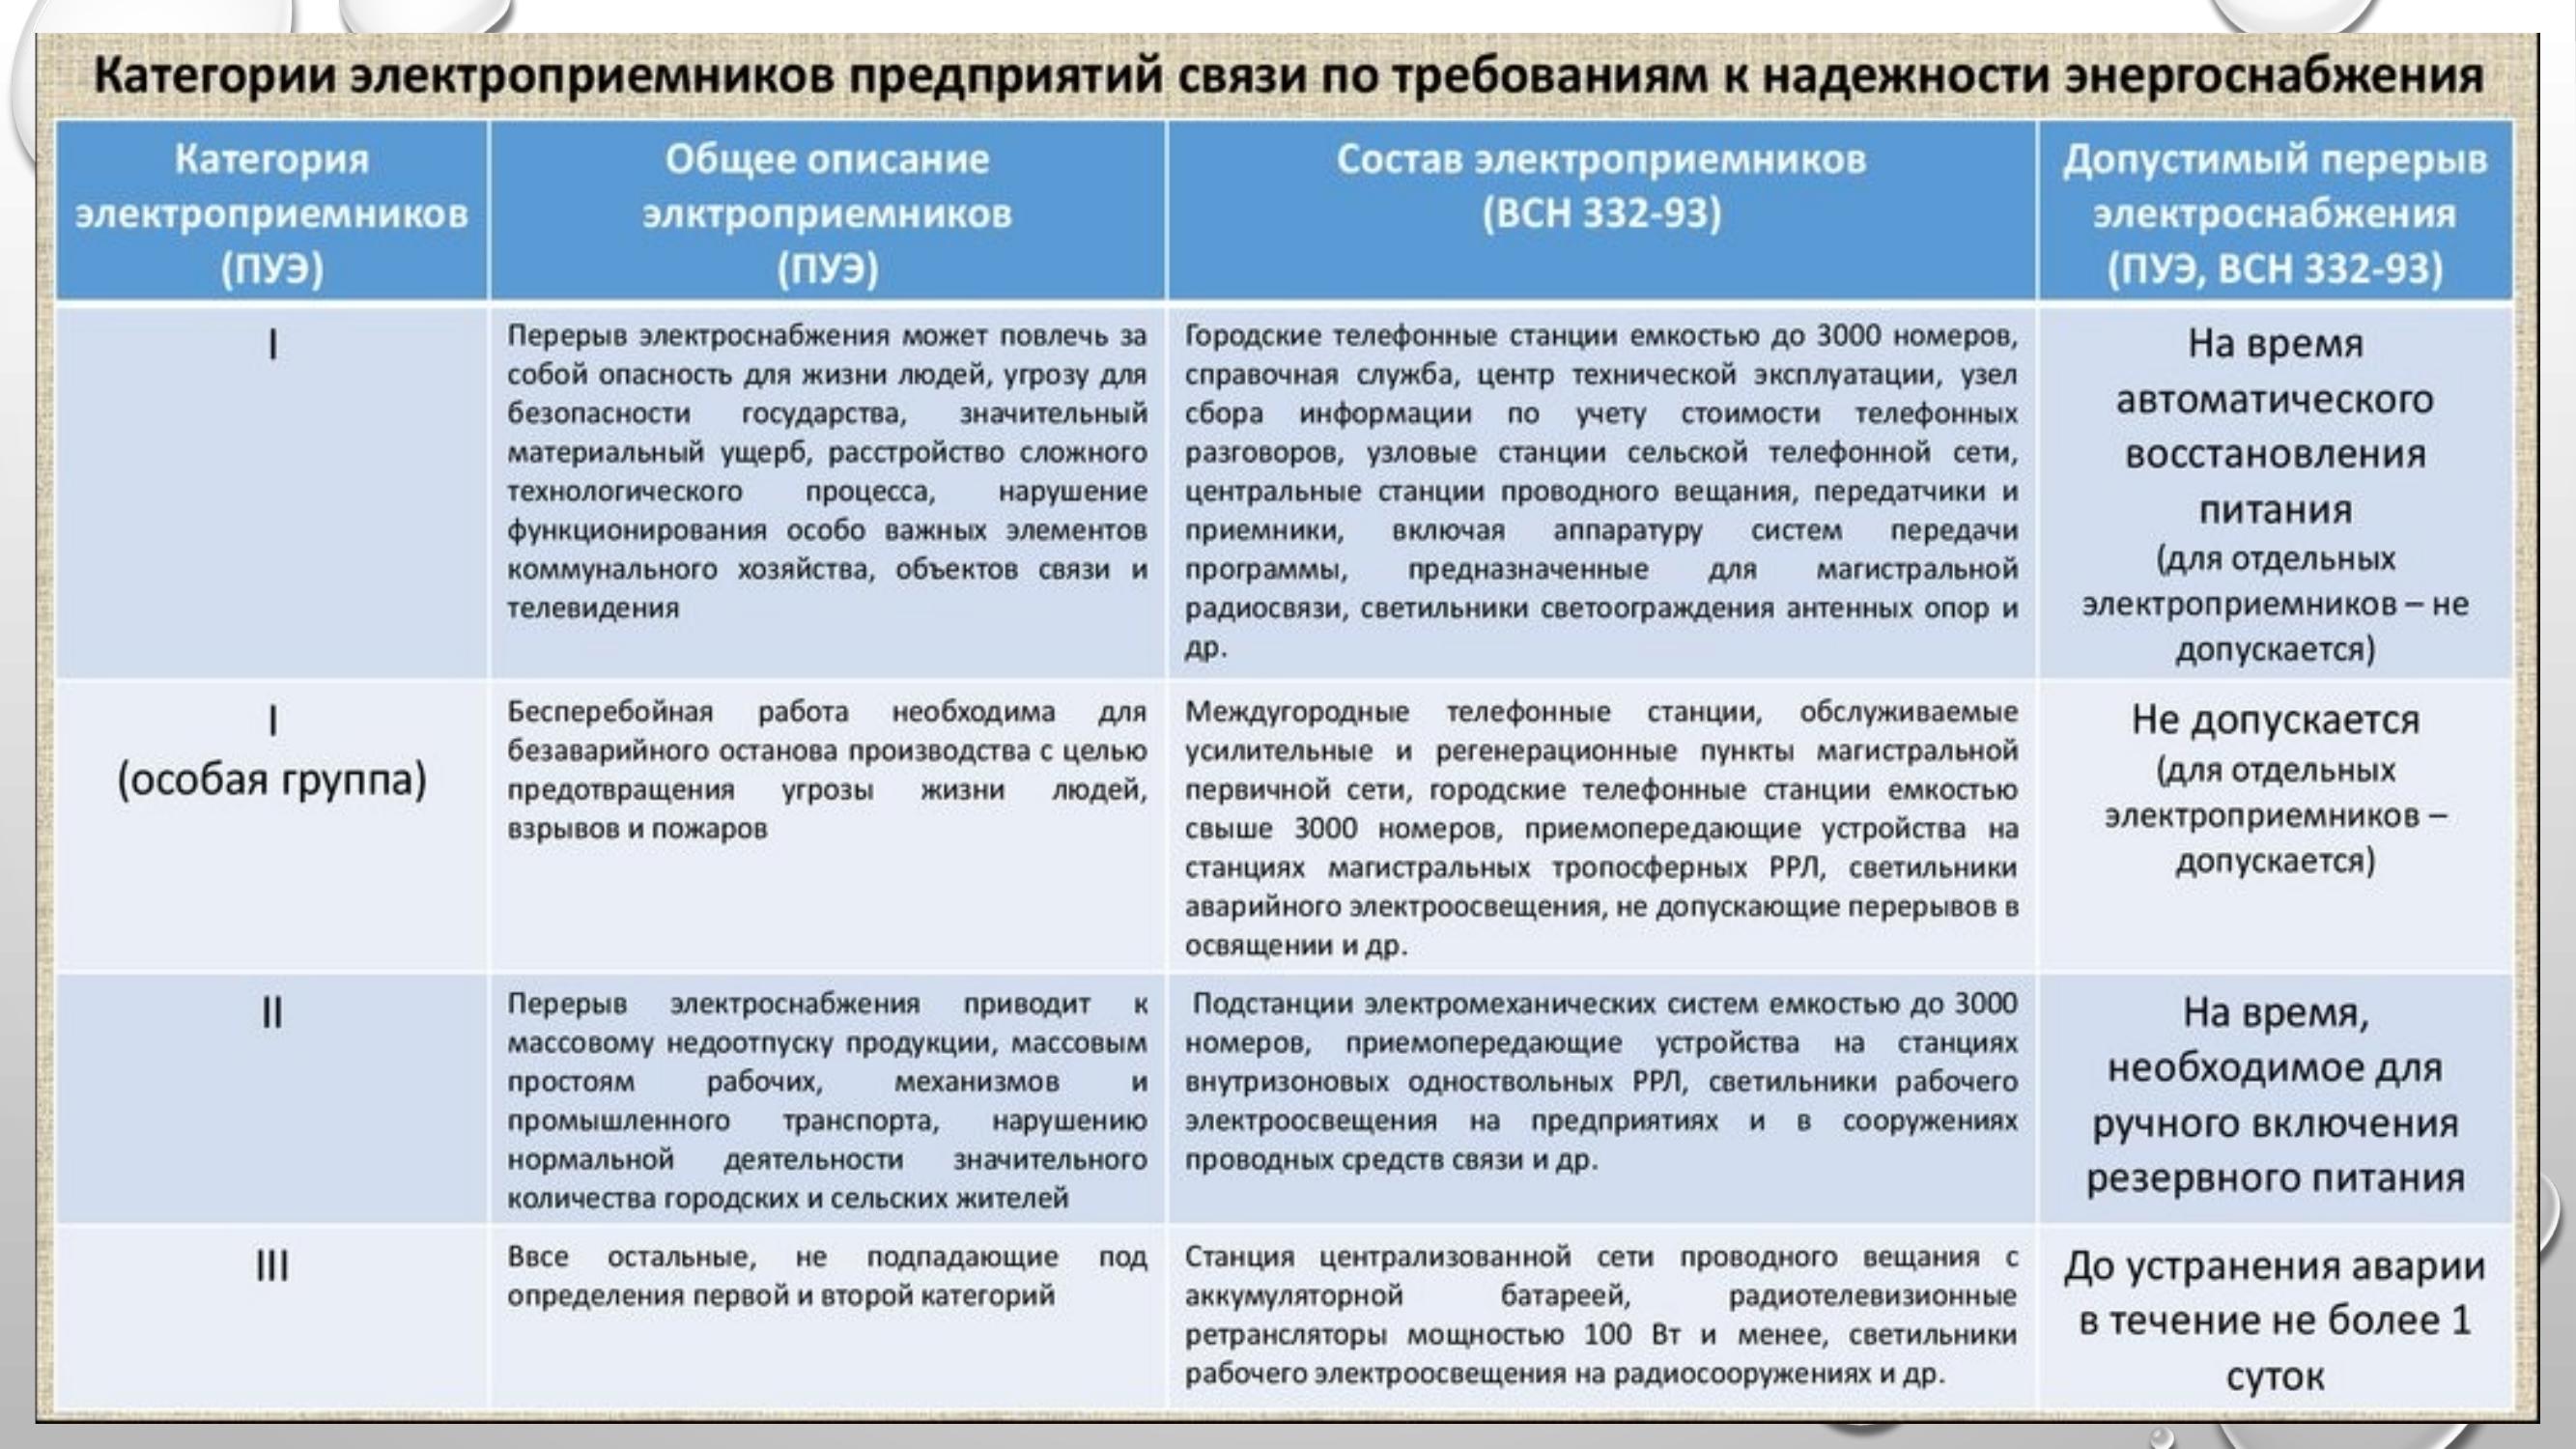 Категории электроприемников предприятий связи по требованиям к надежности энергоснабжения
Категория
электроприемников
(ПУЭ)
Общее описание
элктроприемников
(ПУЭ)
Состав электроприемников
(ВСН 332-93)
Допустимый перерыв
электроснабжения
(ПУЭ, ВСН 332-93)
I
Перерыв электроснабжения может повлечь за
собой опасность для жизни людей, угрозу для
безопасности государства, значительный
материальный ущерб, расстройство сложного
технологического процесса, нарушение
функционирования особо важных элементов
коммунального хозяйства, объектов связи и
телевидения
Городские телефонные станции емкостью до 3000 номеров,
справочная служба, центр технической эксплуатации, узел
сбора информации по учету стоимости телефонных
разговоров, узловые станции сельской телефонной сети,
центральные станции проводного вещания, передатчики и
приемники, включая аппаратуру систем передачи
программы, предназначенные для магистральной
радиосвязи, светильники светоограждения антенных опор и
др.
На время
автоматического
восстановления
питания
(для отдельных
электроприемников – не
допускается)
I
(особая группа)
Бесперебойная работа необходима для
безаварийного останова производства с целью
предотвращения угрозы жизни людей,
взрывов и пожаров
Междугородные телефонные станции, обслуживаемые
усилительные и регенерационные пункты магистральной
первичной сети, городские телефонные станции емкостью
свыше 3000 номеров, приемопередающие устройства на
станциях магистральных тропосферных РРЛ, светильники
аварийного электроосвещения, не допускающие перерывов в
освящении и др.
Не допускается
(для отдельных
электроприемников –
допускается)
II
Перерыв электроснабжения приводит к
массовому недоотпуску продукции, массовым
простоям рабочих, механизмов и
промышленного транспорта, нарушению
нормальной деятельности значительного
количества городских и сельских жителей
Подстанции электромеханических систем емкостью до 3000
номеров, приемопередающие устройства на станциях
внутризоновых одноствольных РРЛ, светильники рабочего
электроосвещения на предприятиях и в сооружениях
проводных средств связи и др.
На время,
необходимое для
ручного включения
резервного питания
III
Ввсе остальные, не подпадающие под
определения первой и второй категорий
Станция централизованной сети проводного вещания с
аккумуляторной батареей, радиотелевизионные
ретрансляторы мощностью 100 Вт и менее, светильники
рабочего электроосвещения на радиосооружениях и др.
До устранения аварии
в течение не более 1
суток